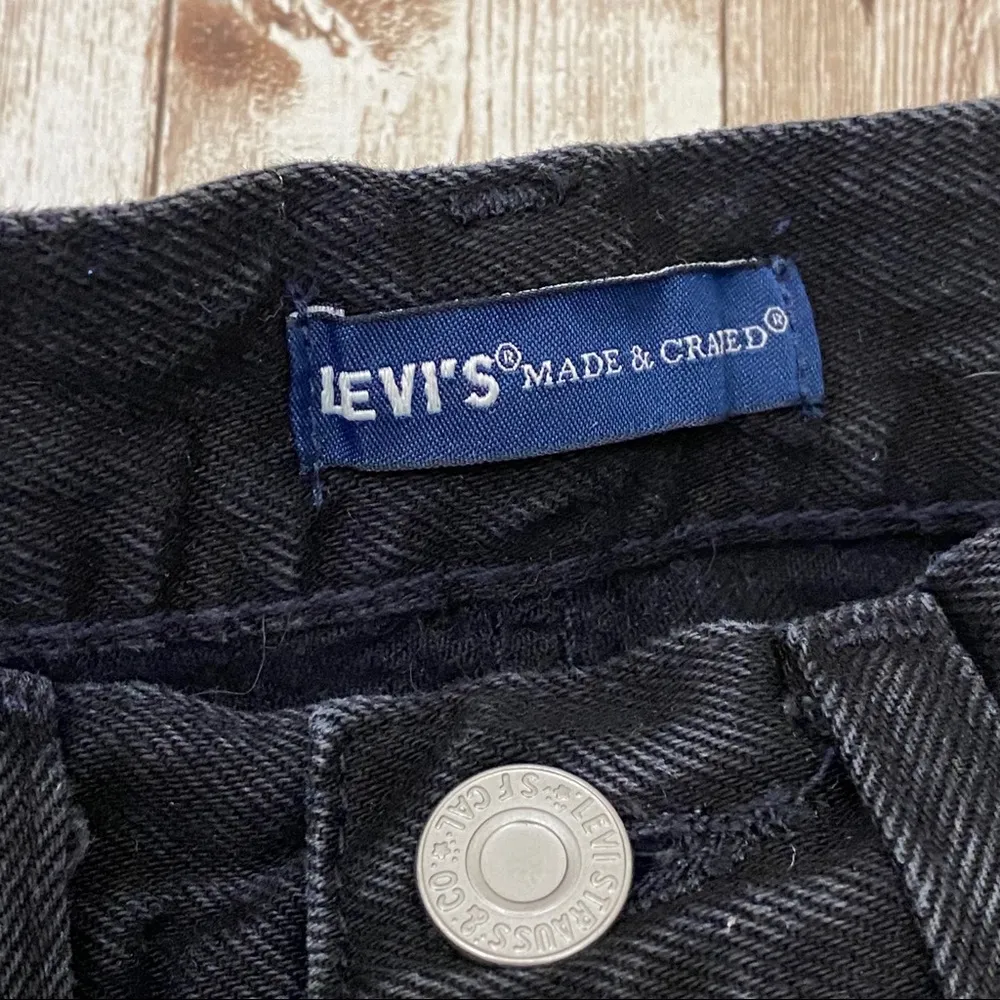 LEVI'S® MADE & CRAFTED®
LEVI STRAUSS & CO. S F CAL.